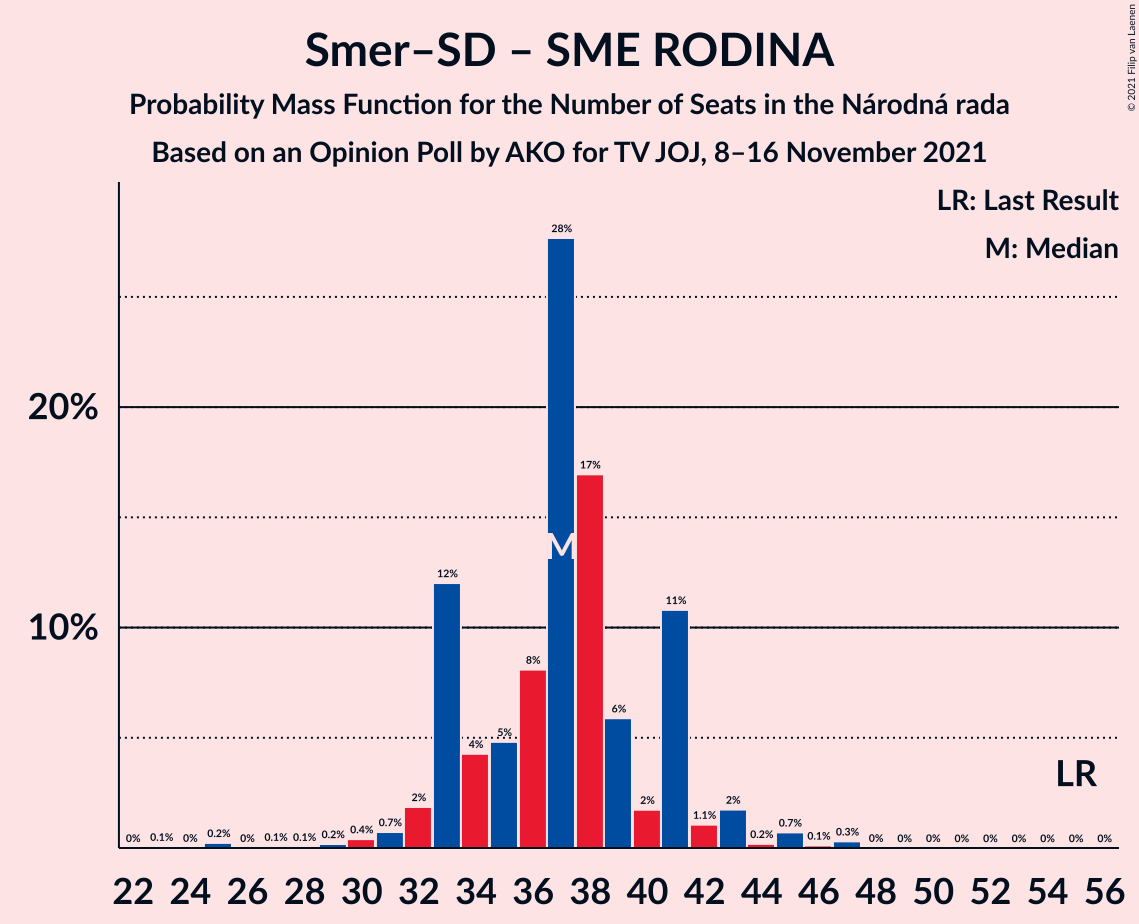 Smer–SD – SME RODINA
Probability Mass Function for the Number of Seats in the Národná rada
Based on an Opinion Poll by AKO for TV JOJ, 8–16 November 2021
© 2021 Filip van Laenen
LR: Last Result
M: Median
20%
10%
0% 0.1% 0% 0.2% 0% 0.1% 0.1% 0.2% 0.4% 0.7% 2% 12% 4% 5% 8% 28% 17% 6% 2% 11% 1.1% 2% 0.2% 0.7% 0.1% 0.3% 0% 0% 0% 0% 0% 0% 0% 0% 0%
M
LR
22 24 26 28 30 32 34 36 38 40 42 44 46 48 50 52 54 56